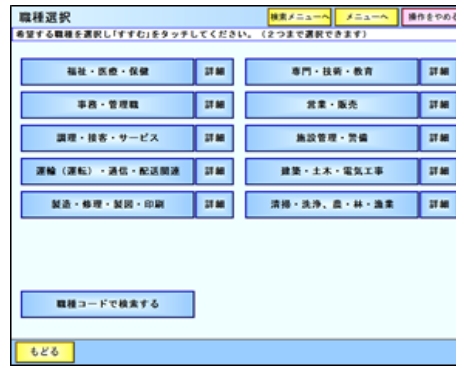 職種選択 検索メニューへ メニューへ 操作をやめる
希望する職種を選択し「すすむ」をタッチしてください。（２つまで選択できます）
福祉・医療・保健 詳細 専門・技術・教育 詳細
事務・管理職 詳細 営業・販売 詳細
調理・接客・サービス 詳細 施設管理・警備 詳細
運輸（運転）・通信・配送関連 詳細 建築・土木・電気工事 詳細
製造・修理・製図・印刷 詳細 清掃・洗浄、農・林・漁業 詳細
職種コードで検索する
もどる